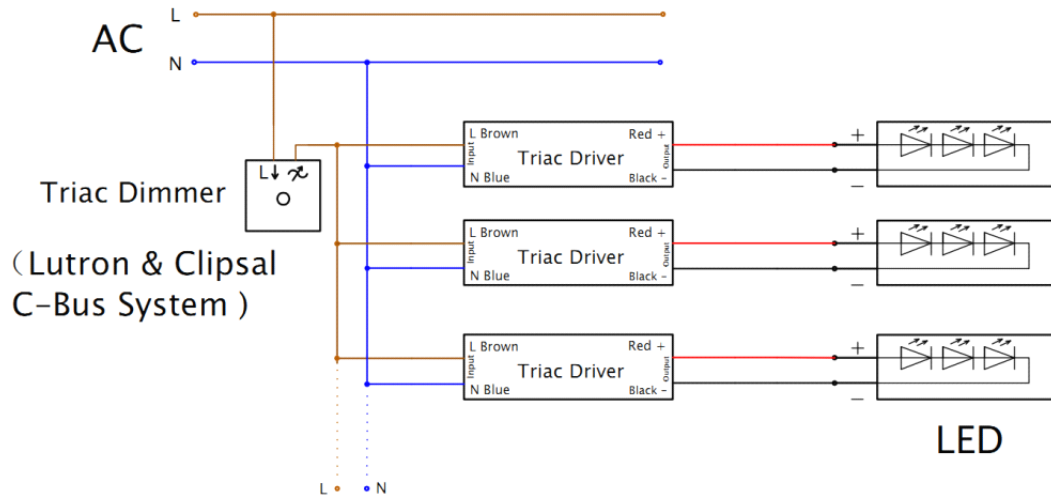 L
AC
N
L Brown
Red +
Input
Triac Driver
Output
N Blue
Black -
+
−
L
Triac Dimmer
（Lutron & Clipsal
C-Bus System )
L Brown
Red +
Input
Triac Driver
Output
N Blue
Black -
+
−
L Brown
Red +
Input
Triac Driver
Output
N Blue
Black -
+
−
LED
L
N